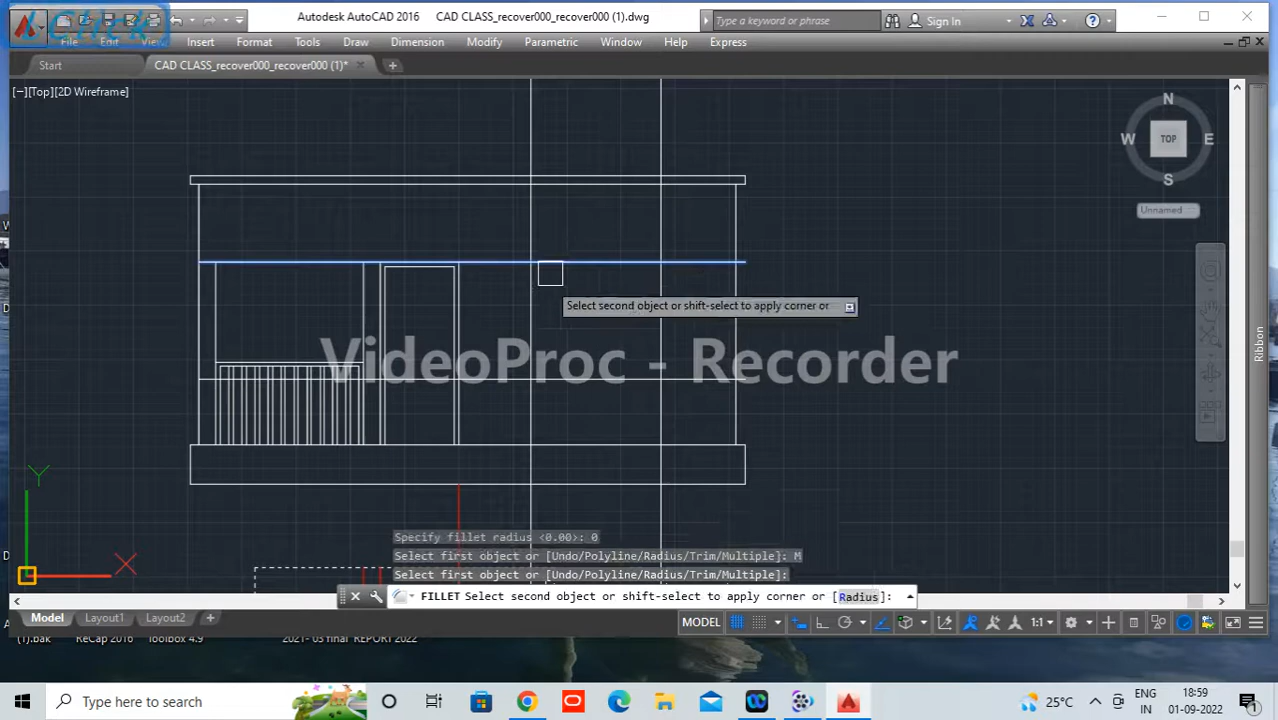 Autodesk AutoCAD 2016 CAD CLASS_recover000_recover000 (1).dwg
Type a keyword or phrase
Sign In
File Edit View Insert Format Tools Draw Dimension Modify Parametric Window Help Express
Start
CAD CLASS_recover000_recover000 (1)*
[−][Top][2D Wireframe]
N
W TOP E
S
Unnamed
Select second object or shift-select to apply corner or
Ribbon
VideoProc - Recorder
Y
X
Specify fillet radius <0.00>: 0
Select first object or [Undo/Polyline/Radius/Trim/Multiple]: M
Select first object or [Undo/Polyline/Radius/Trim/Multiple]:
FILLET Select second object or shift-select to apply corner or [Radius]:
Model Layout1 Layout2
MODEL 1:1
(1).bak ReCap 2016 Toolbox 9.2 2021- 03 final REPORT 2022
Type here to search
25°C
ENG
IN
18:59
01-09-2022